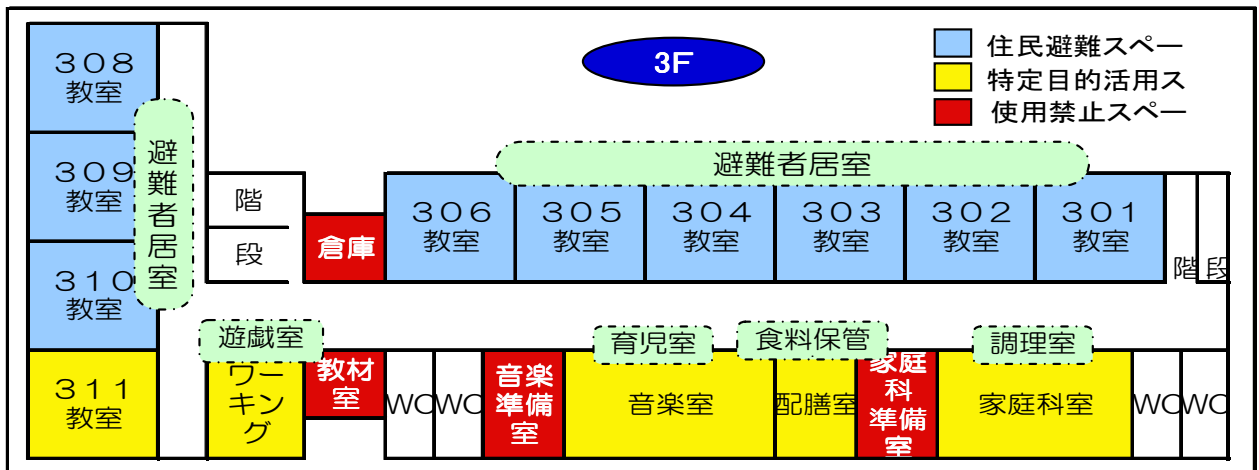 3F
住民避難スペー
特定目的活用ス
使用禁止スペー
308
教室
309
教室
310
教室
311
教室
避難者居室
階
段
倉庫
避難者居室
306
教室
305
教室
304
教室
303
教室
302
教室
301
教室
階段
遊戯室
ワー
キン
グ
教材
室
WC
WC
音楽
準備
室
育児室
音楽室
食料保管
配膳室
家庭
科
準備
室
調理室
家庭科室
WC
WC